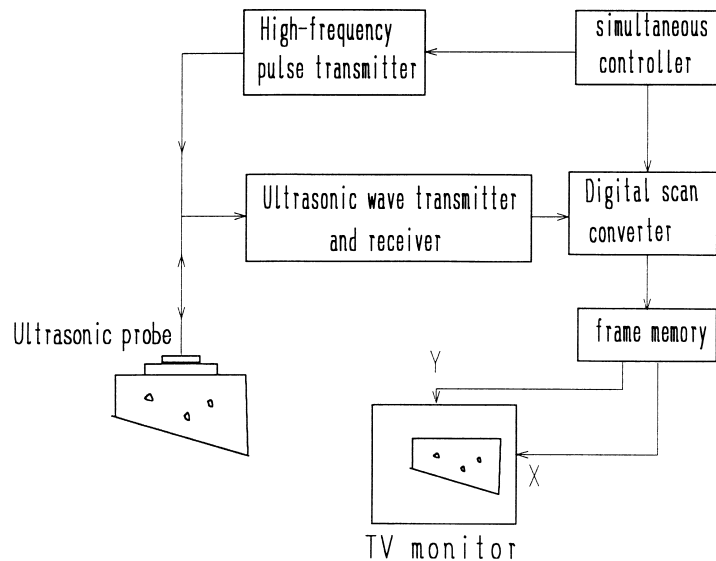 High-frequency
pulse transmitter
simultaneous
controller
Ultrasonic wave transmitter
and receiver
Digital scan
converter
Ultrasonic probe
frame memory
Y
X
TV monitor